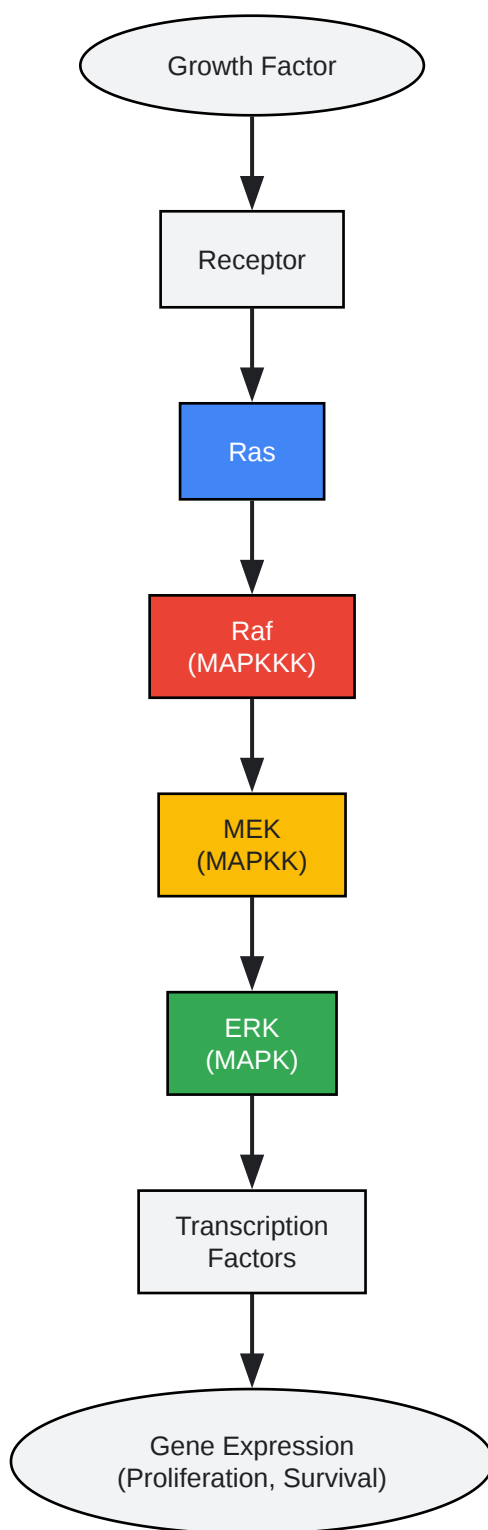 Growth Factor
Receptor
Ras
Raf
(MAPKKK)
MEK
(MAPKK)
ERK
(MAPK)
Transcription
Factors
Gene Expression
(Proliferation, Survival)